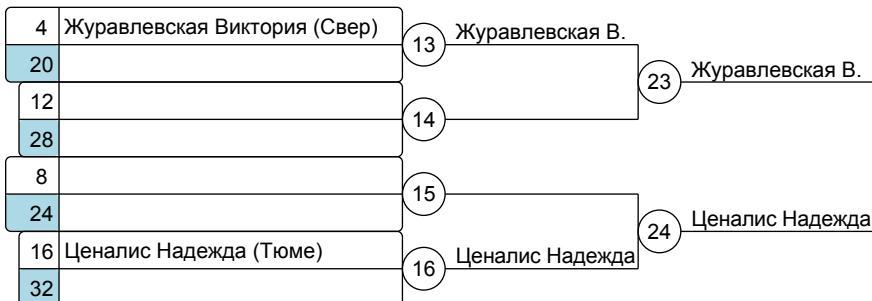 4 Журавлевская Виктория (Свер)
13 Журавлевская В.
20
23 Журавлевская В.
12
14
28
8
15
24
24 Ценалис Надежда
16 Ценалис Надежда (Тюме)
16 Ценалис Надежда
32